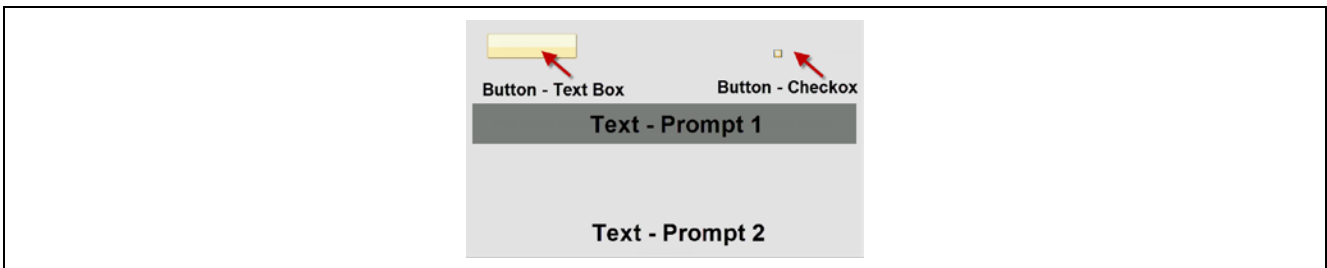 Button - Text Box
Button - Checkox
Text - Prompt 1
Text - Prompt 2